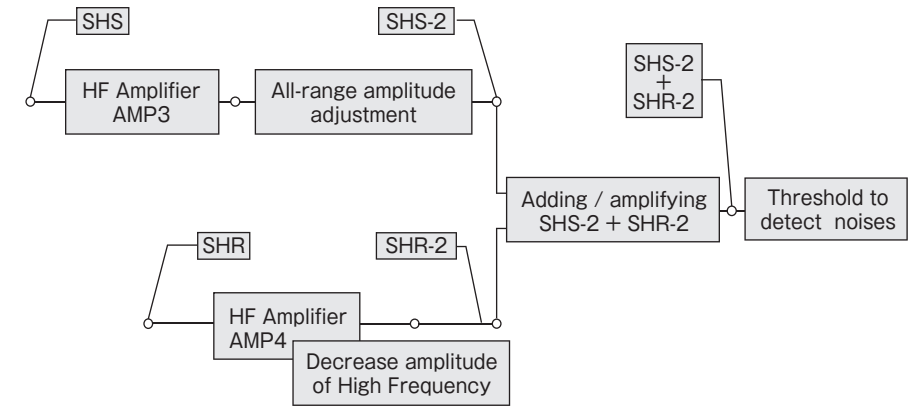 SHS
SHS-2
HF Amplifier
AMP3
All-range amplitude
adjustment
SHS-2
+
SHR-2
Adding / amplifying
SHS-2 + SHR-2
Threshold to
detect noises
SHR
SHR-2
HF Amplifier
AMP4
Decrease amplitude
of High Frequency